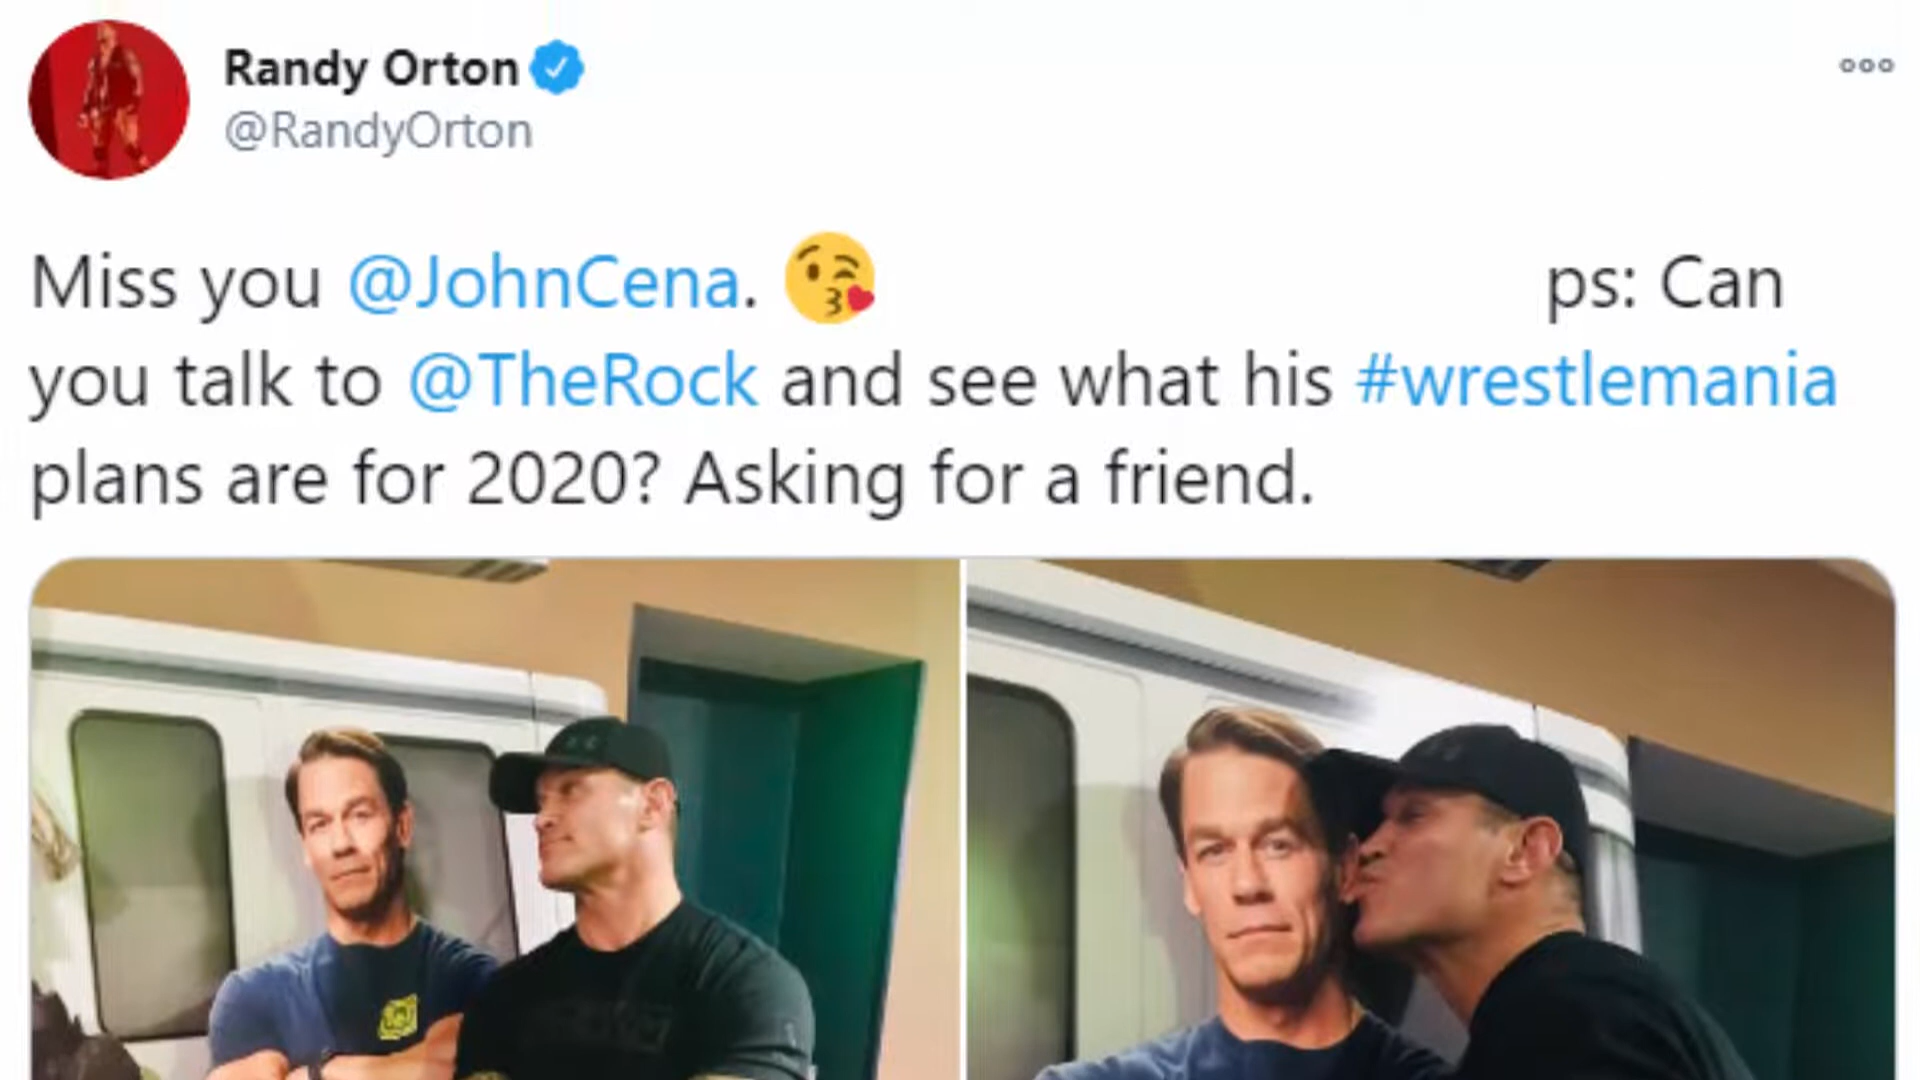 Randy Orton
@RandyOrton
Miss you @JohnCena. 😘 ps: Can
you talk to @TheRock and see what his #wrestlemania
plans are for 2020? Asking for a friend.